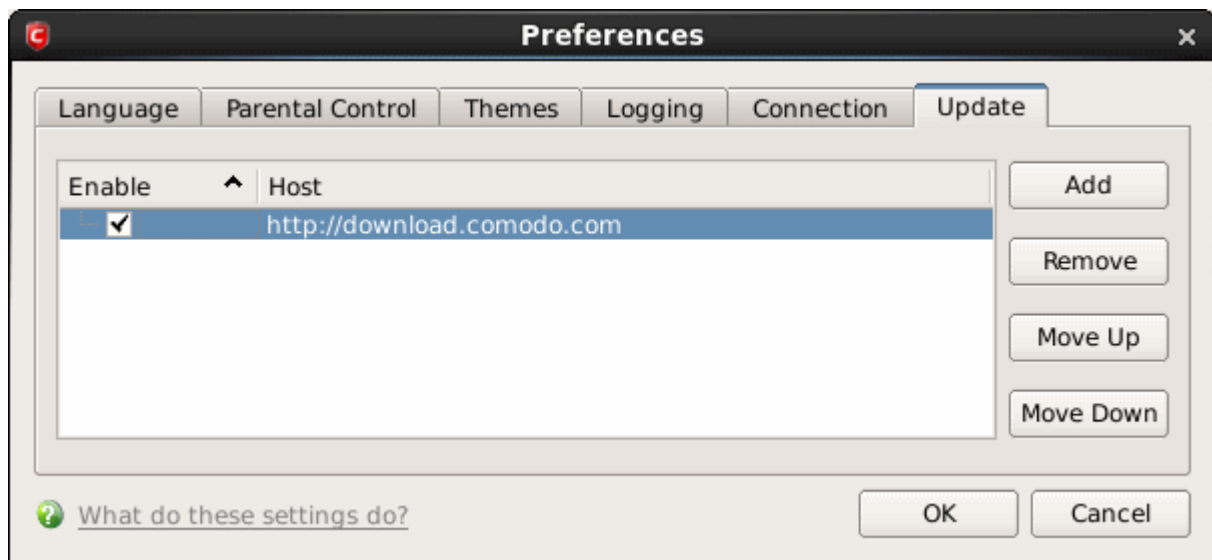 Preferences
Language Parental Control Themes Logging Connection Update
Enable Host
http://download.comodo.com
Add
Remove
Move Up
Move Down
What do these settings do?
OK Cancel